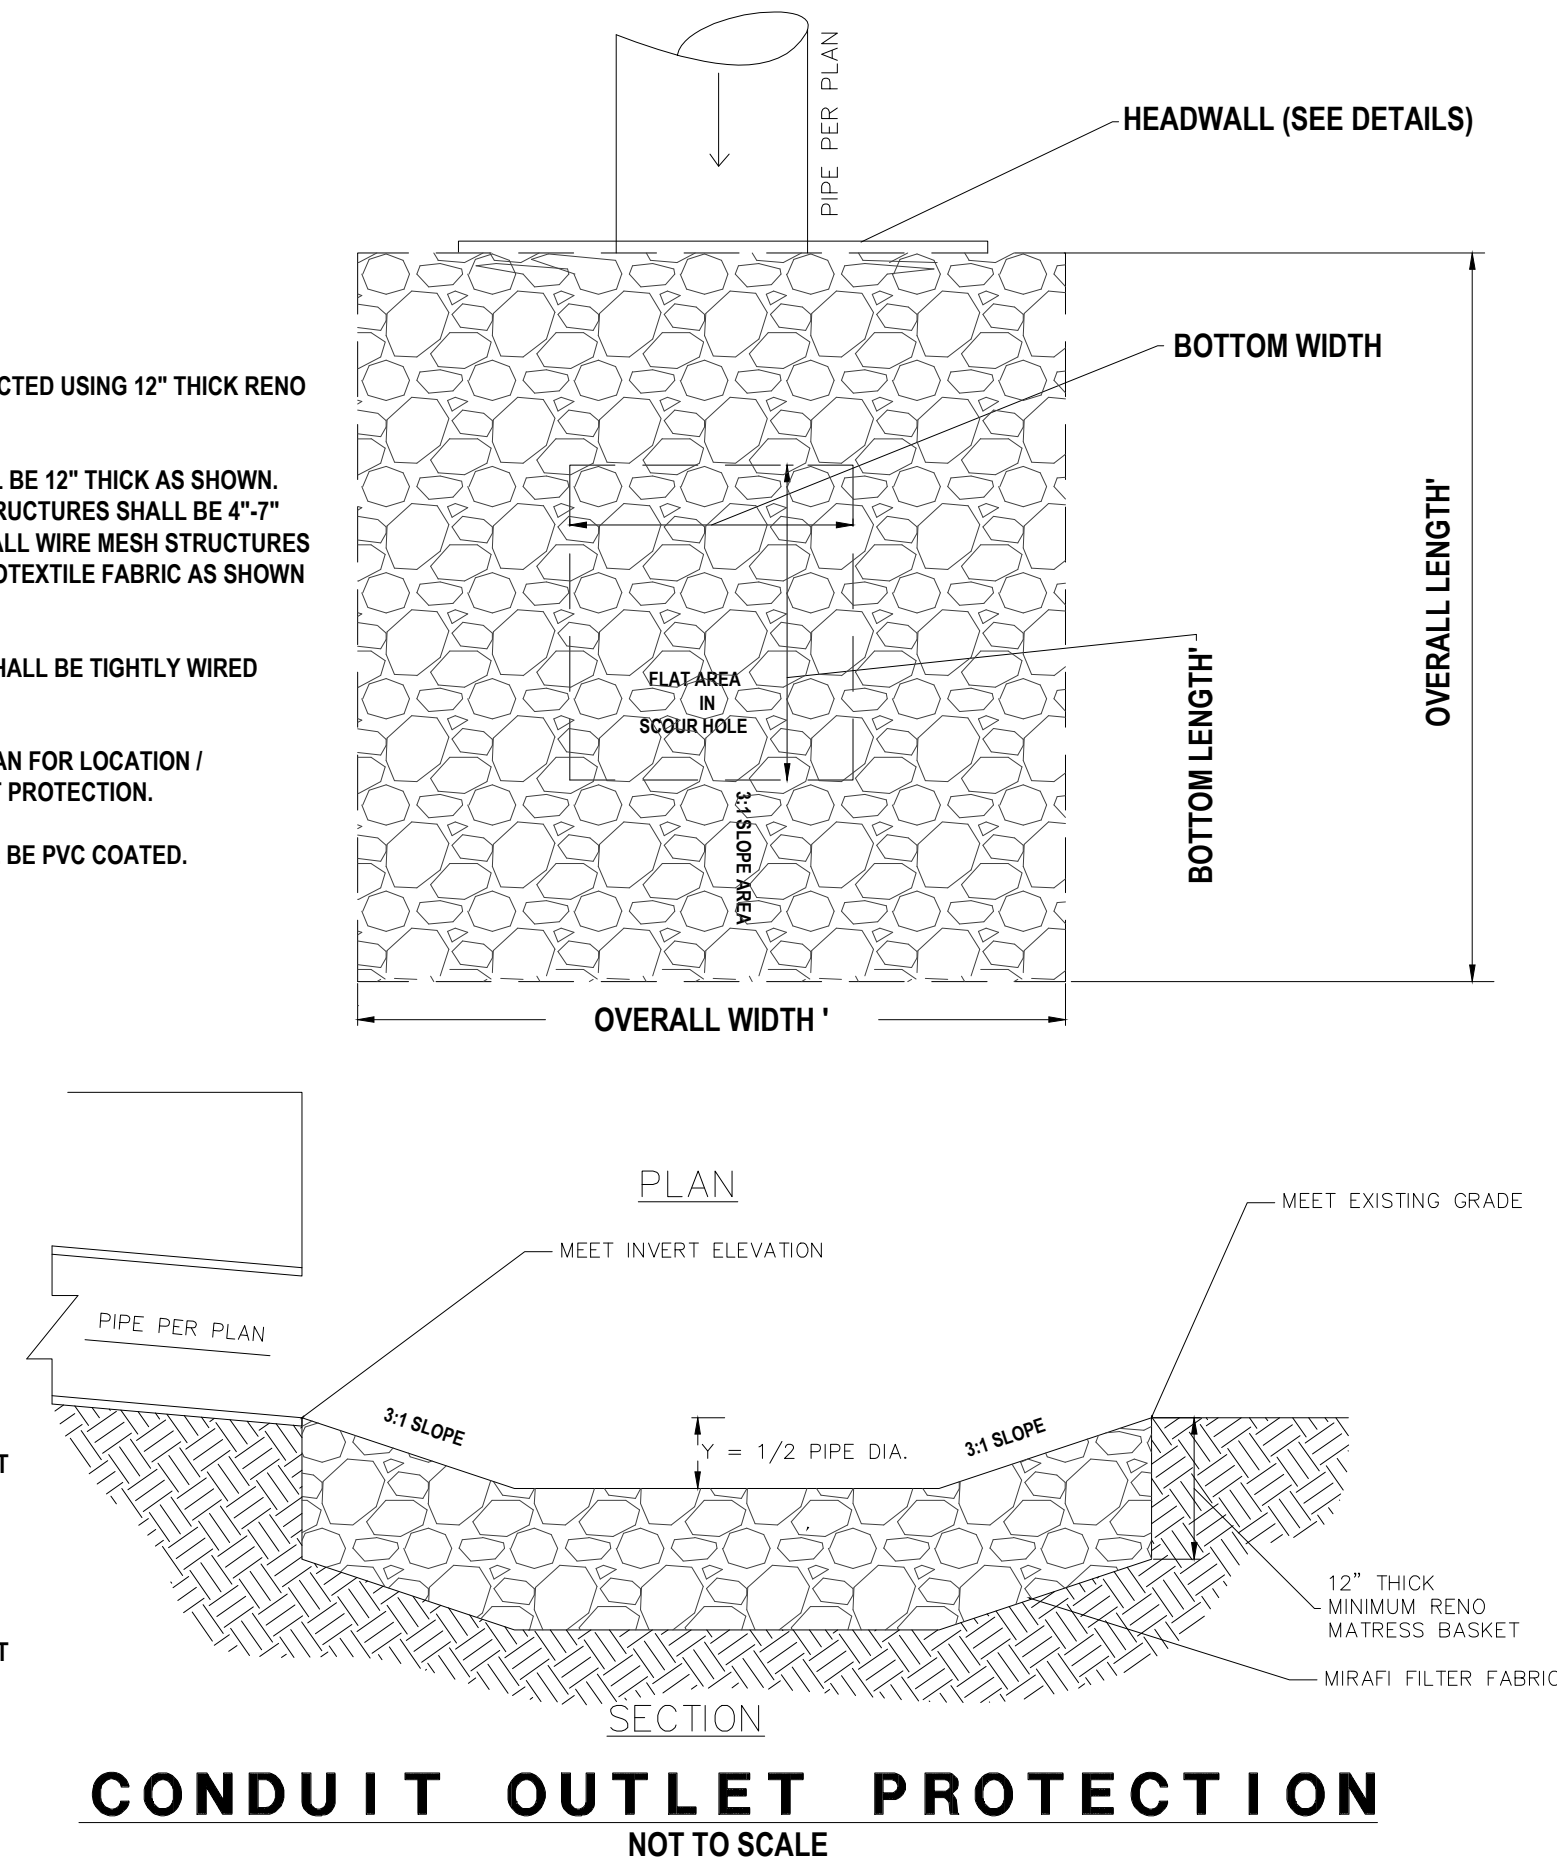 PIPE PER PLAN
HEADWALL (SEE DETAILS)
BOTTOM WIDTH
CTED USING 12" THICK RENO
L BE 12" THICK AS SHOWN.
RUCTURES SHALL BE 4"-7"
ALL WIRE MESH STRUCTURES
OTEXTILE FABRIC AS SHOWN
HALL BE TIGHTLY WIRED
AN FOR LOCATION /
T PROTECTION.
BE PVC COATED.
FLAT AREA
IN
SCOUR HOLE
3:1 SLOPE AREA
BOTTOM LENGTH'
OVERALL LENGTH'
OVERALL WIDTH '
PLAN
MEET EXISTING GRADE
MEET INVERT ELEVATION
PIPE PER PLAN
3:1 SLOPE
Y = 1/2 PIPE DIA.
3:1 SLOPE
T
12" THICK
MINIMUM RENO
MATRESS BASKET
T
MIRAFI FILTER FABRIC
SECTION
CONDUIT OUTLET PROTECTION
NOT TO SCALE